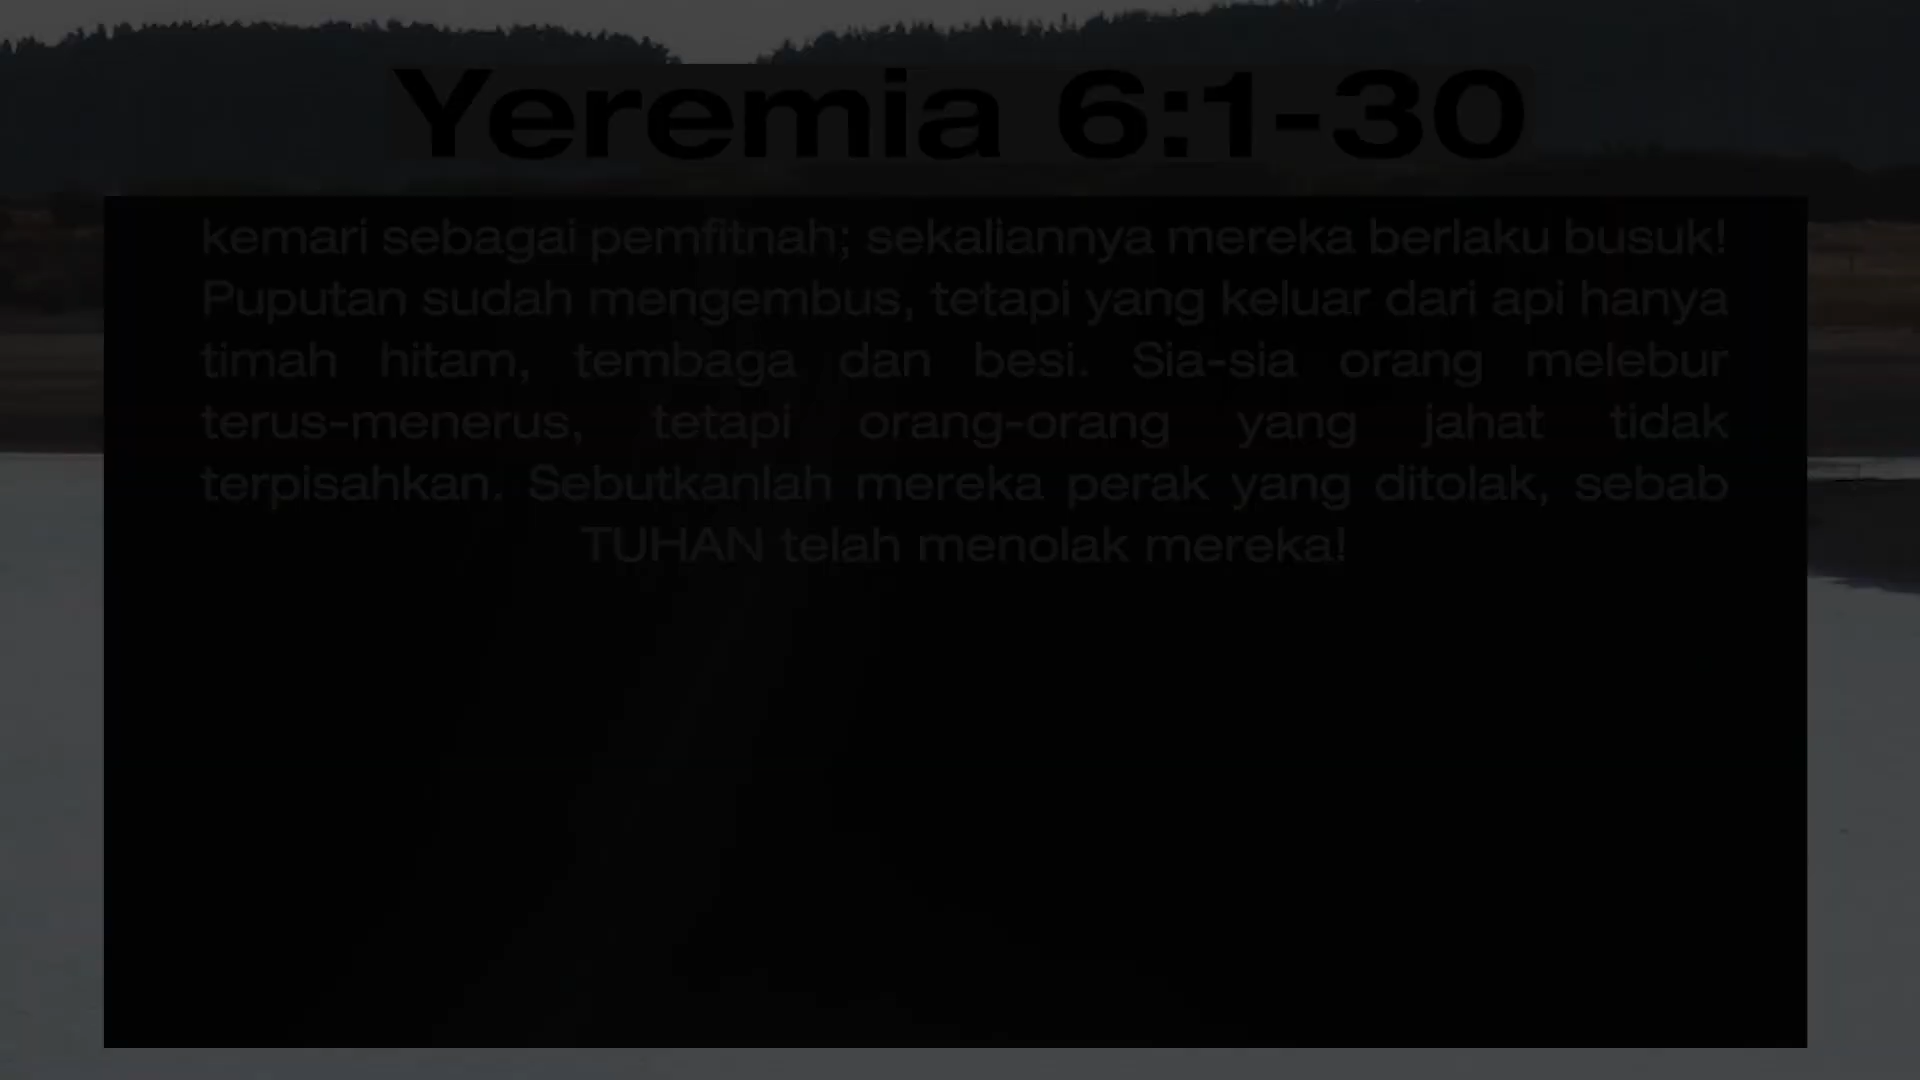 Yeremia 6:1-30
kemari sebagai pemfitnah; sekaliannya mereka berlaku busuk!
Puputan sudah mengembus, tetapi yang keluar dari api hanya
timah hitam, tembaga dan besi. Sia-sia orang melebur
terus-menerus, tetapi orang-orang yang jahat tidak
terpisahkan. Sebutkanlah mereka perak yang ditolak, sebab
TUHAN telah menolak mereka!